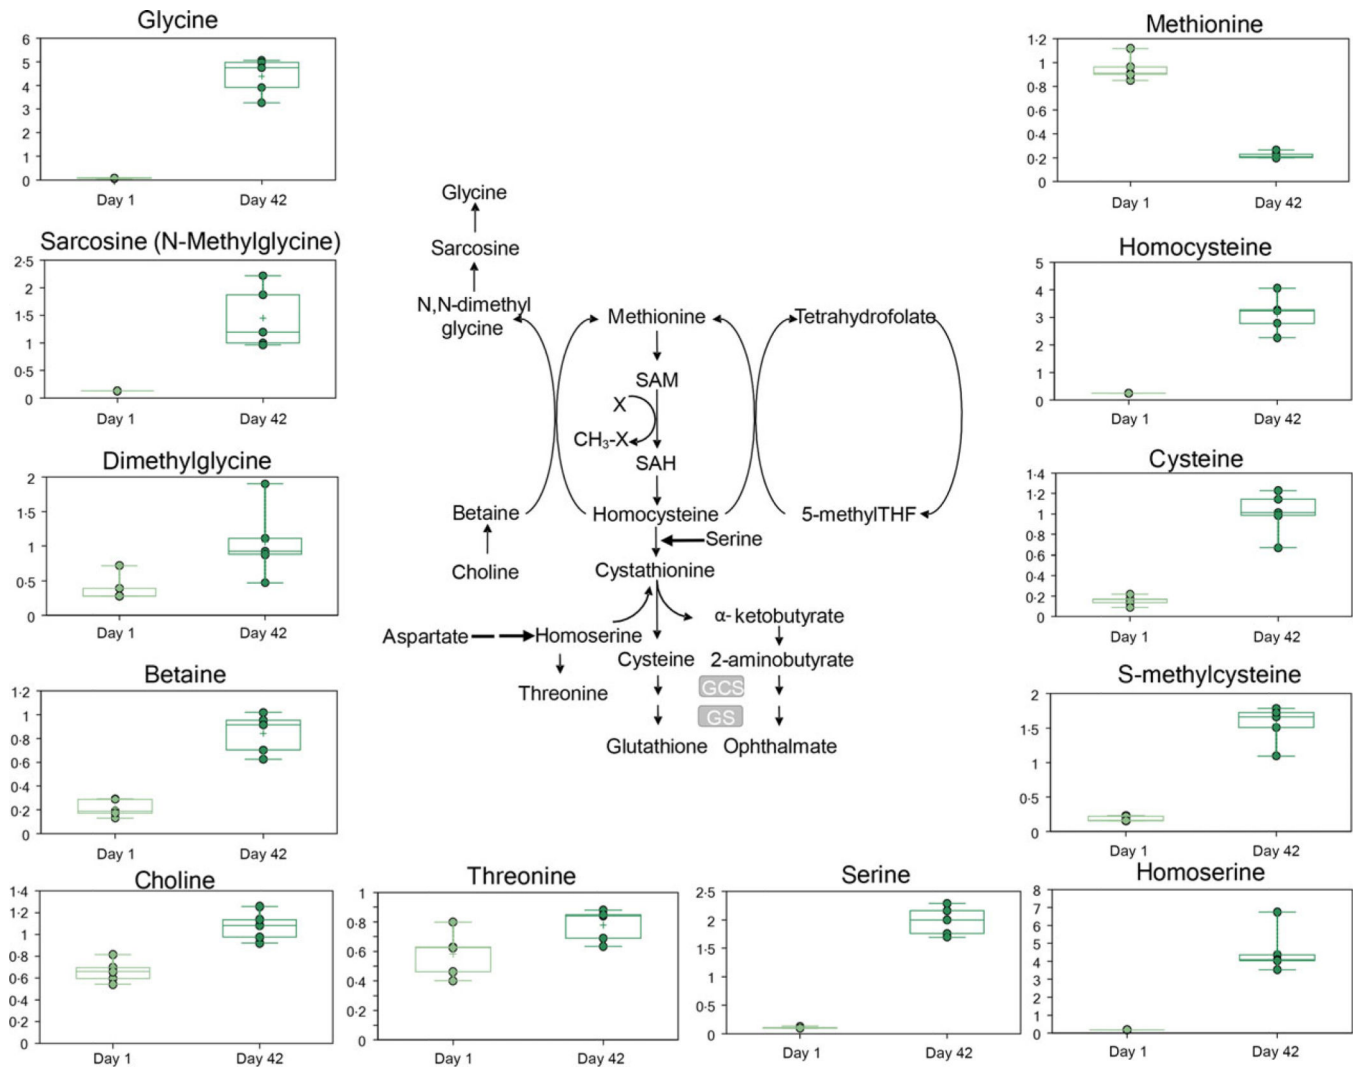 Glycine
6
5
4
3
2
1
0
Day 1 Day 42
Sarcosine (N-Methylglycine)
2·5
2
1·5
1
0·5
0
Day 1 Day 42
Dimethylglycine
2
1·5
1
0·5
0
Day 1 Day 42
Betaine
1·2
1
0·8
0·6
0·4
0·2
0
Day 1 Day 42
Choline
1·4
1·2
1
0·8
0·6
0·4
0·2
0
Day 1 Day 42
Threonine
1
0·8
0·6
0·4
0·2
0
Day 1 Day 42
Serine
2·5
2
1·5
1
0·5
0
Day 1 Day 42
Glycine
Sarcosine
N,N-dimethyl
glycine
Methionine
Tetrahydrofolate
SAM
X
CH₃-X
SAH
Betaine
Homocysteine
5-methylTHF
Serine
Choline
Cystathionine
α-ketobutyrate
Aspartate
Homoserine
Cysteine
2-aminobutyrate
Threonine
GCS
GS
Glutathione
Ophthalmate
Methionine
1·2
1
0·8
0·6
0·4
0·2
0
Day 1 Day 42
Homocysteine
5
4
3
2
1
0
Day 1 Day 42
Cysteine
1·4
1·2
1
0·8
0·6
0·4
0·2
0
Day 1 Day 42
S-methylcysteine
2
1·5
1
0·5
0
Day 1 Day 42
Homoserine
8
7
6
5
4
3
2
1
0
Day 1 Day 42